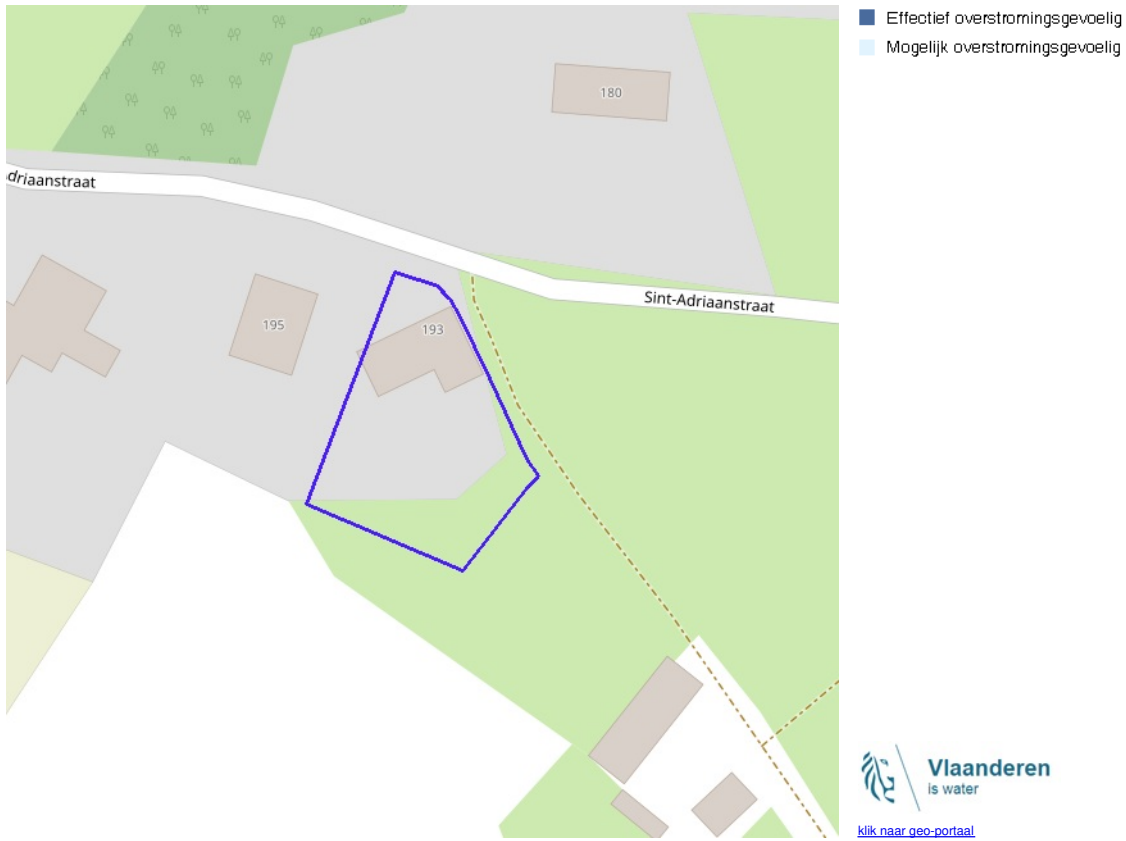 Effectief overstromingsgevoelig
Mogelijk overstromingsgevoelig
180
driaanstraat
Sint-Adriaanstraat
195
193
Vlaanderen
is water
klik naar geo-portaal